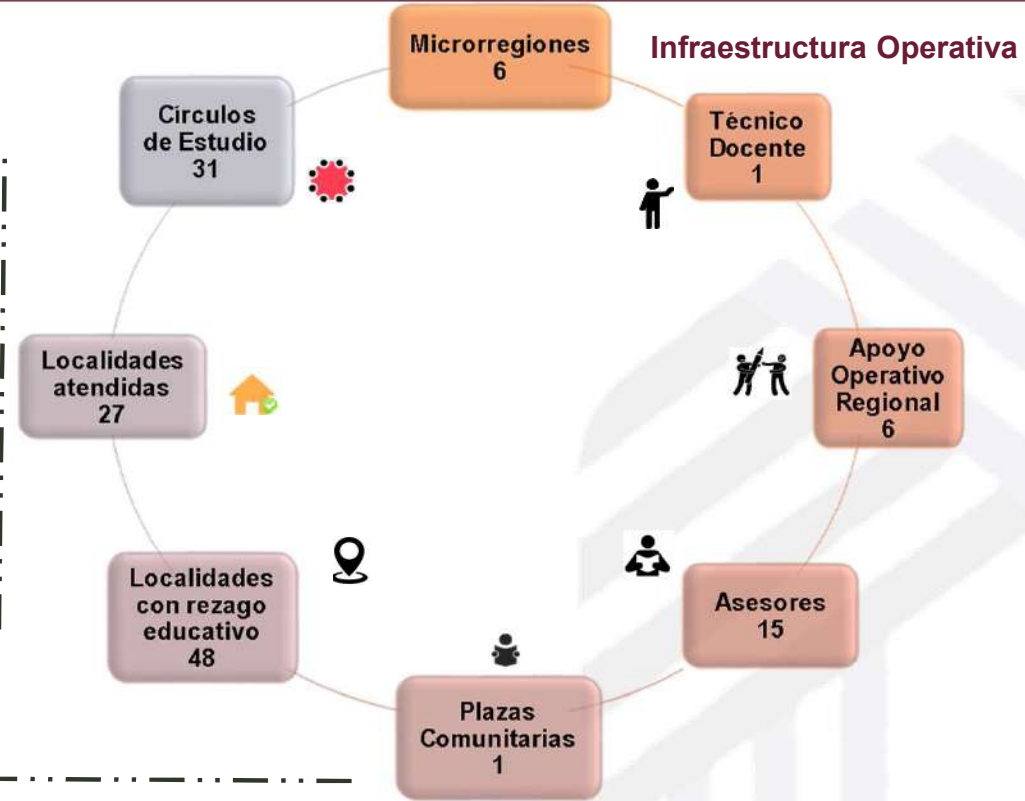 Infraestructura Operativa
Microrregiones
6
Técnico
Docente
1
Apoyo
Operativo
Regional
6
Asesores
15
Plazas
Comunitarias
1
Localidades
con rezago
educativo
48
Localidades
atendidas
27
Círculos
de Estudio
31